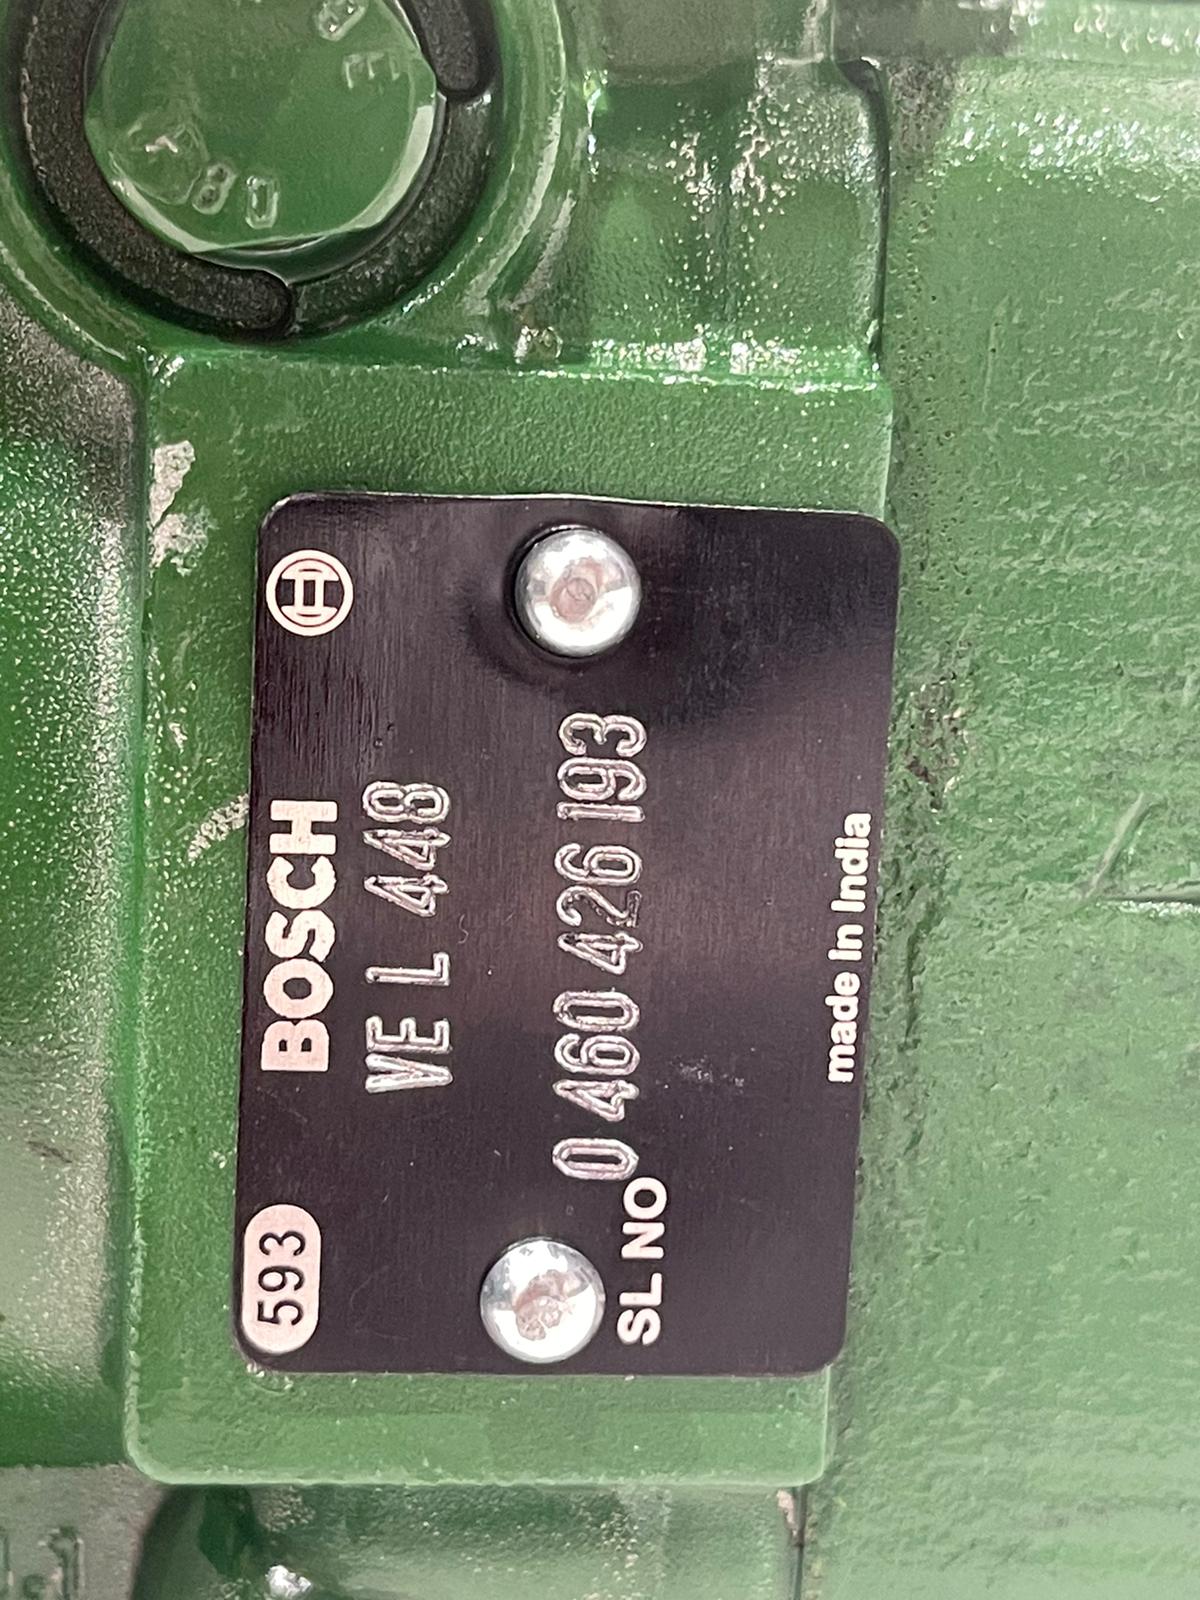 593 BOSCH
VE L 448
0 460 426 193
SL NO
made in India